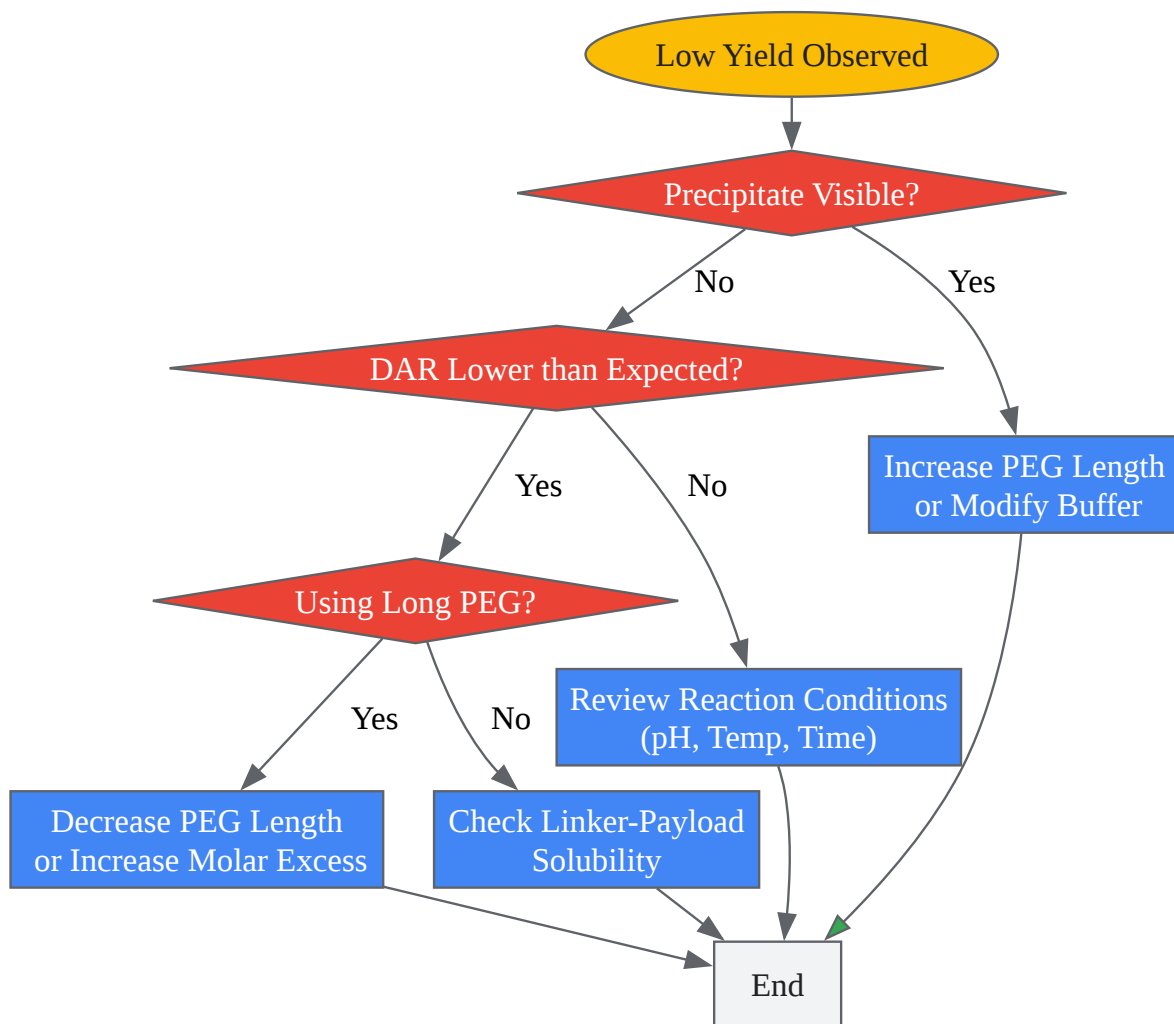 Low Yield Observed
Precipitate Visible?
No
Yes
DAR Lower than Expected?
Yes
No
Increase PEG Length
or Modify Buffer
Using Long PEG?
Yes
No
Review Reaction Conditions
(pH, Temp, Time)
Decrease PEG Length
or Increase Molar Excess
Check Linker-Payload
Solubility
End